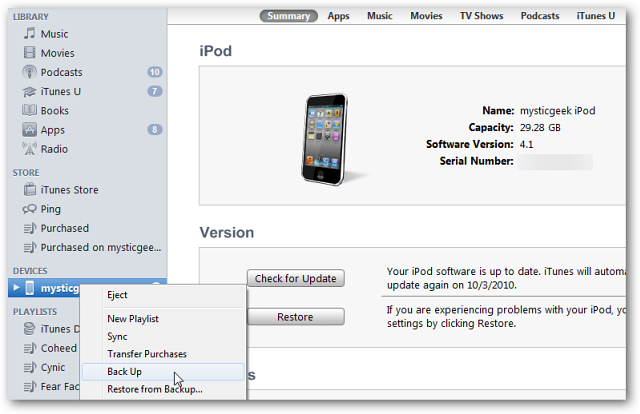 LIBRARY
Music
Movies
Podcasts 10
iTunes U 7
Books
Apps 8
Radio
STORE
iTunes Store
Ping
Purchased
Purchased on mysticgee...
DEVICES
mysticg
PLAYLISTS
iTunes D
Coheed
Cynic
Fear Fac
Eject
New Playlist
Sync
Transfer Purchases
Back Up
Restore from Backup...
Summary Apps Music Movies TV Shows Podcasts iTunes U
iPod
Name: mysticgeek iPod
Capacity: 29.28 GB
Software Version: 4.1
Serial Number:
Version
Check for Update
Your iPod software is up to date. iTunes will automa
update again on 10/3/2010.
Restore
If you are experiencing problems with your iPod, yo
settings by clicking Restore.
s